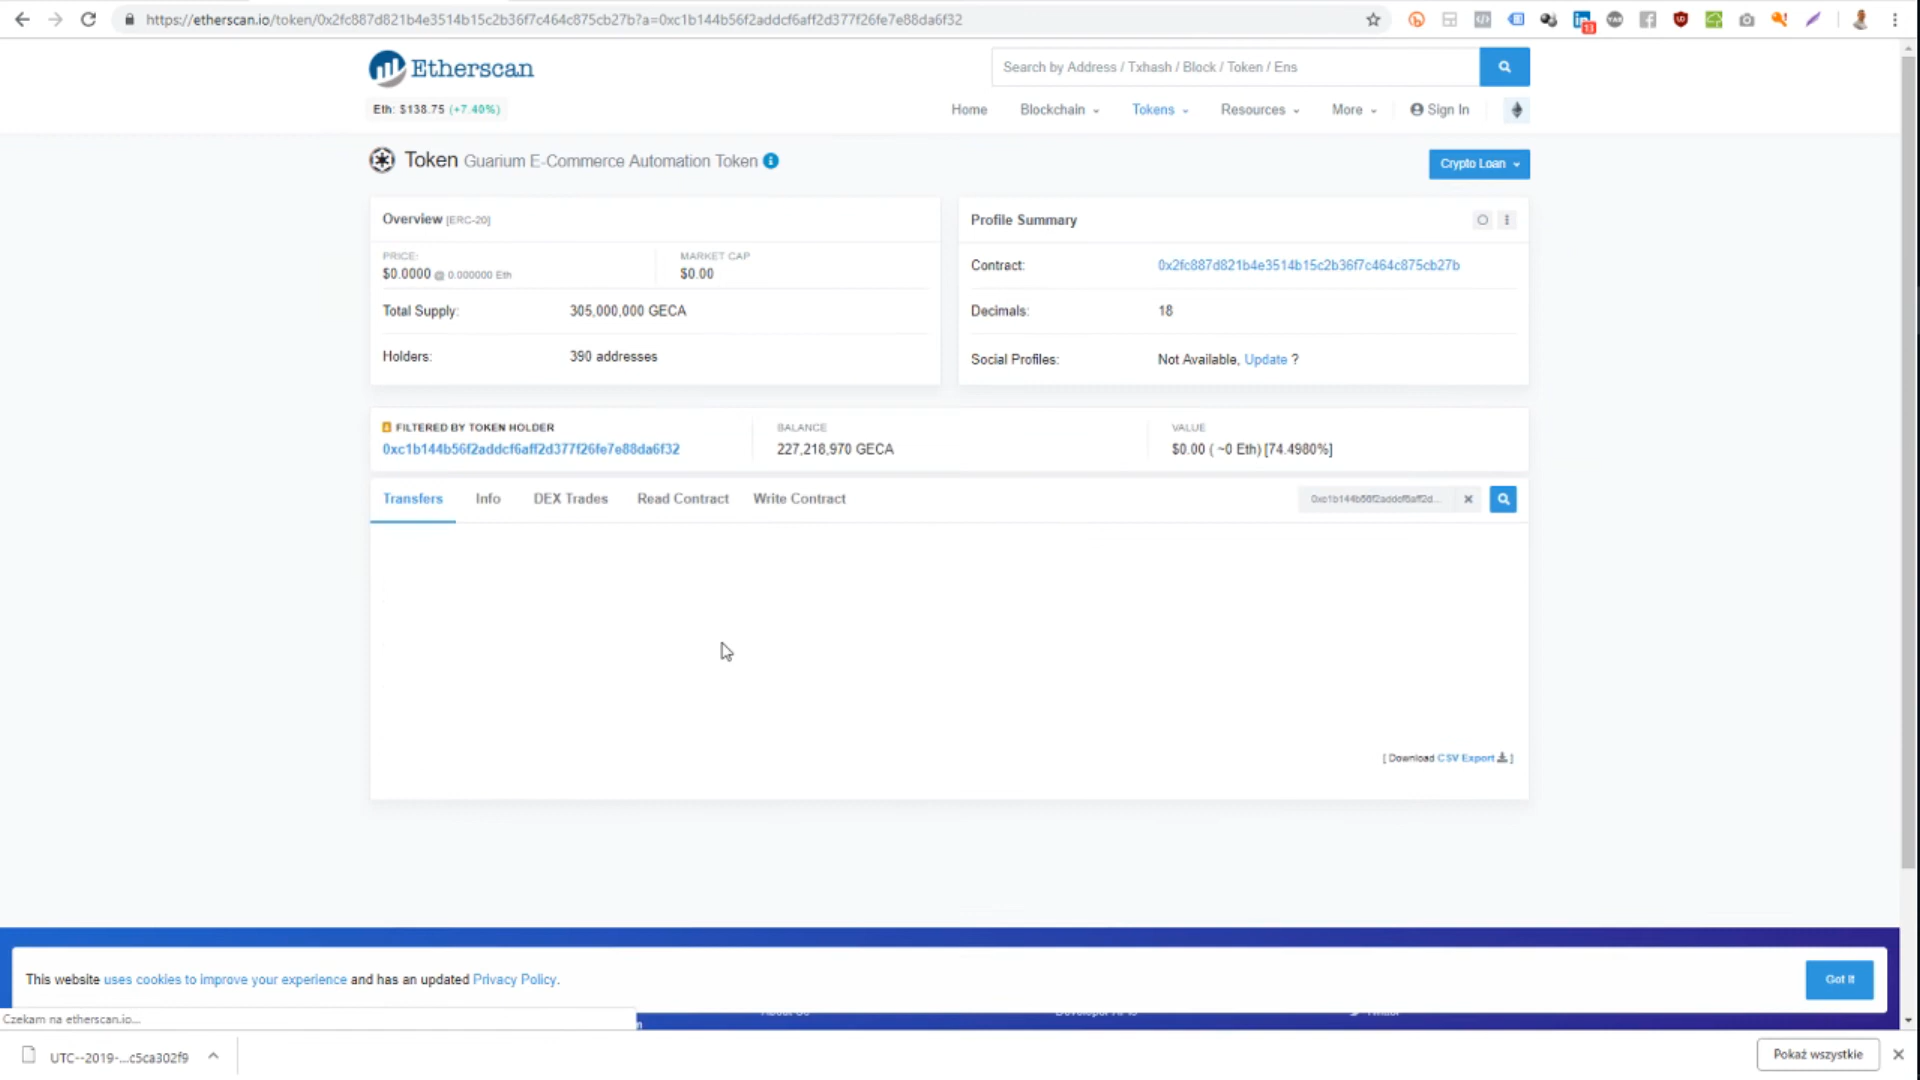 https://etherscan.io/token/0x2fc887d821b4e3514b15c2b36f7c464c875cb27b?a=0xc1b144b56f2addcf6aff2d377f26fe7e88da6f32
13
Etherscan
Search by Address / Txhash / Block / Token / Ens
Eth: $138.75 (+7.40%)
Home Blockchain Tokens Resources More Sign In
Token Guarium E-Commerce Automation Token
Crypto Loan
Overview [ERC-20]
PRICE: MARKET CAP
$0.0000 @ 0.000000 Eth $0.00
Total Supply: 305,000,000 GECA
Holders: 390 addresses
Profile Summary
Contract: 0x2fc887d821b4e3514b15c2b36f7c464c875cb27b
Decimals: 18
Social Profiles: Not Available, Update ?
FILTERED BY TOKEN HOLDER BALANCE VALUE
0xc1b144b56f2addcf6aff2d377f26fe7e88da6f32 227,218,970 GECA $0.00 ( ~0 Eth) [74.4980%]
Transfers Info DEX Trades Read Contract Write Contract 0xc1b144b56f2addcf6aff2d...
[ Download CSV Export ]
This website uses cookies to improve your experience and has an updated Privacy Policy.
Got It
Czekam na etherscan.io...
UTC--2019-...c5ca302f9
Pokaż wszystkie